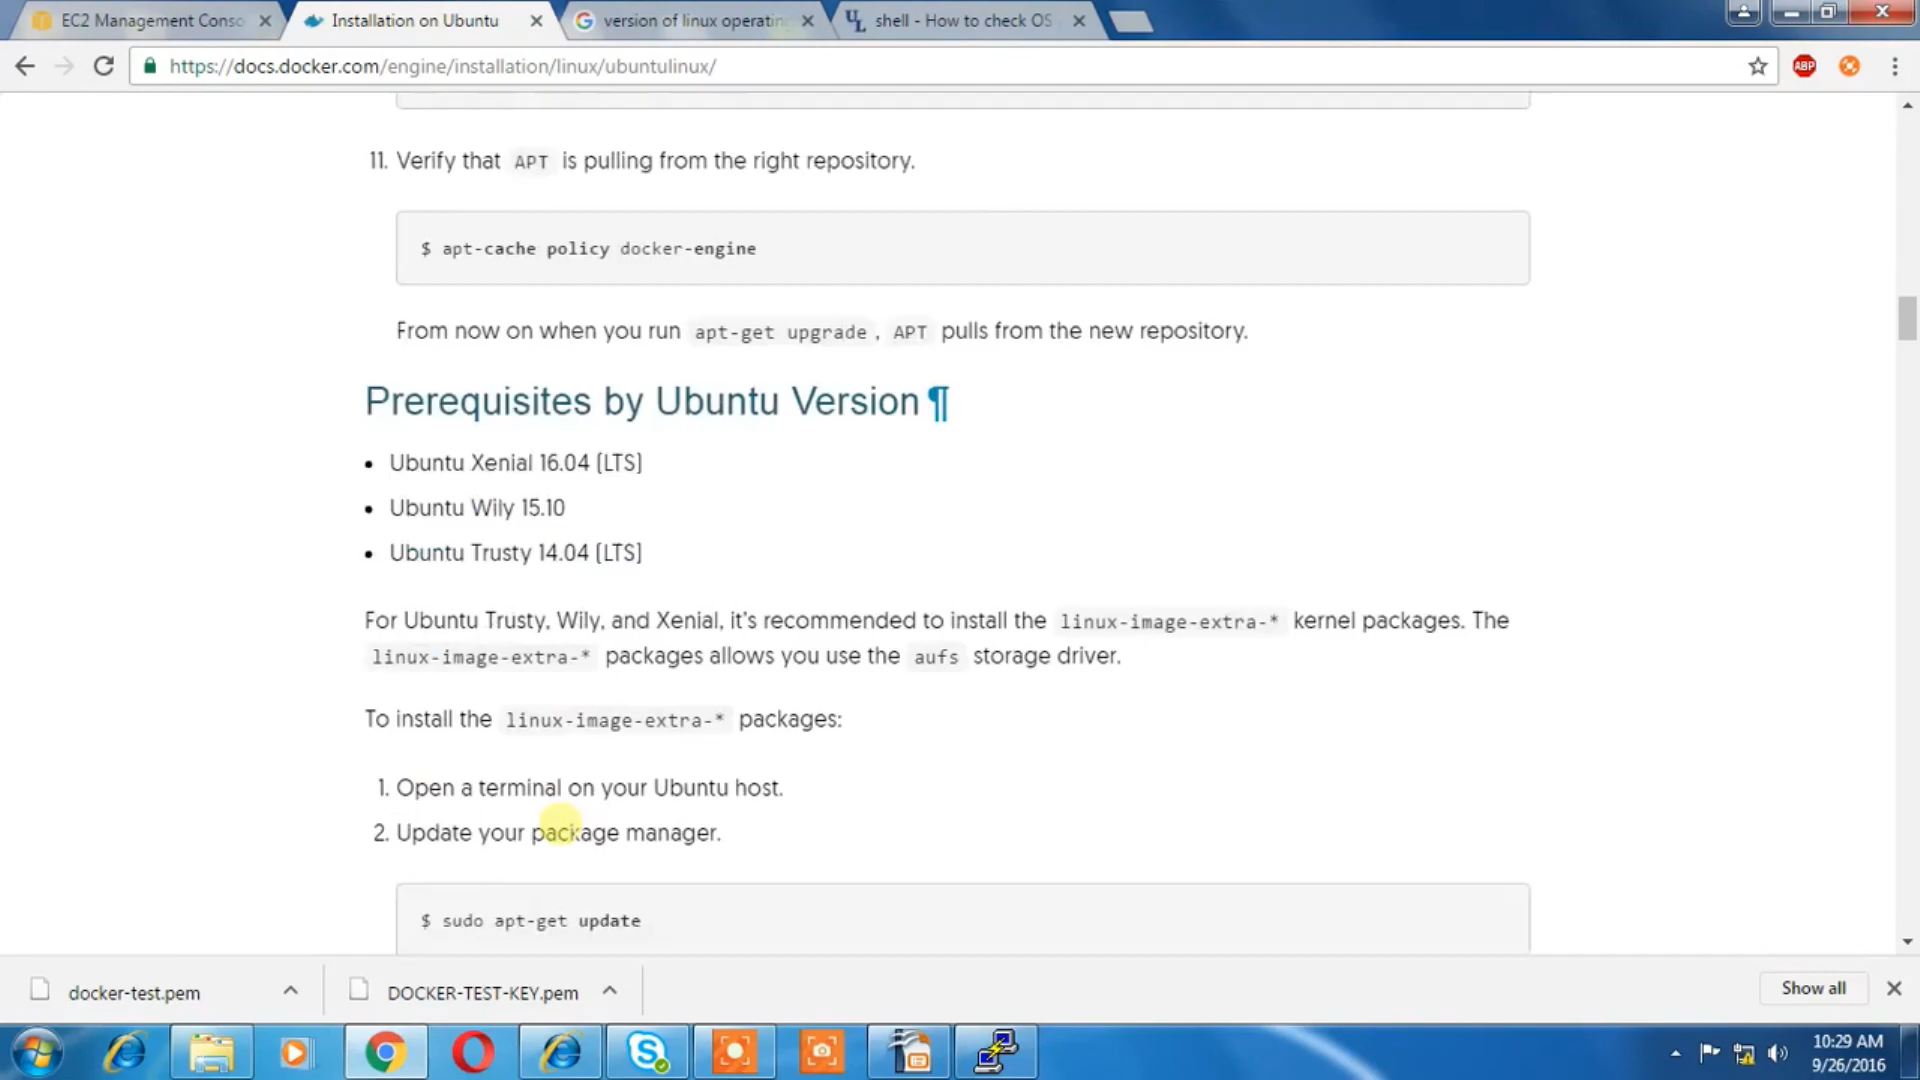 EC2 Management Conso
Installation on Ubuntu
version of linux operatin
shell - How to check OS
https://docs.docker.com/engine/installation/linux/ubuntulinux/
ABP
11. Verify that APT is pulling from the right repository.
$ apt-cache policy docker-engine
From now on when you run apt-get upgrade, APT pulls from the new repository.
Prerequisites by Ubuntu Version ¶
• Ubuntu Xenial 16.04 (LTS)
• Ubuntu Wily 15.10
• Ubuntu Trusty 14.04 (LTS)
For Ubuntu Trusty, Wily, and Xenial, it's recommended to install the linux-image-extra-* kernel packages. The
linux-image-extra-* packages allows you use the aufs storage driver.
To install the linux-image-extra-* packages:
1. Open a terminal on your Ubuntu host.
2. Update your package manager.
$ sudo apt-get update
docker-test.pem
DOCKER-TEST-KEY.pem
Show all
10:29 AM
9/26/2016